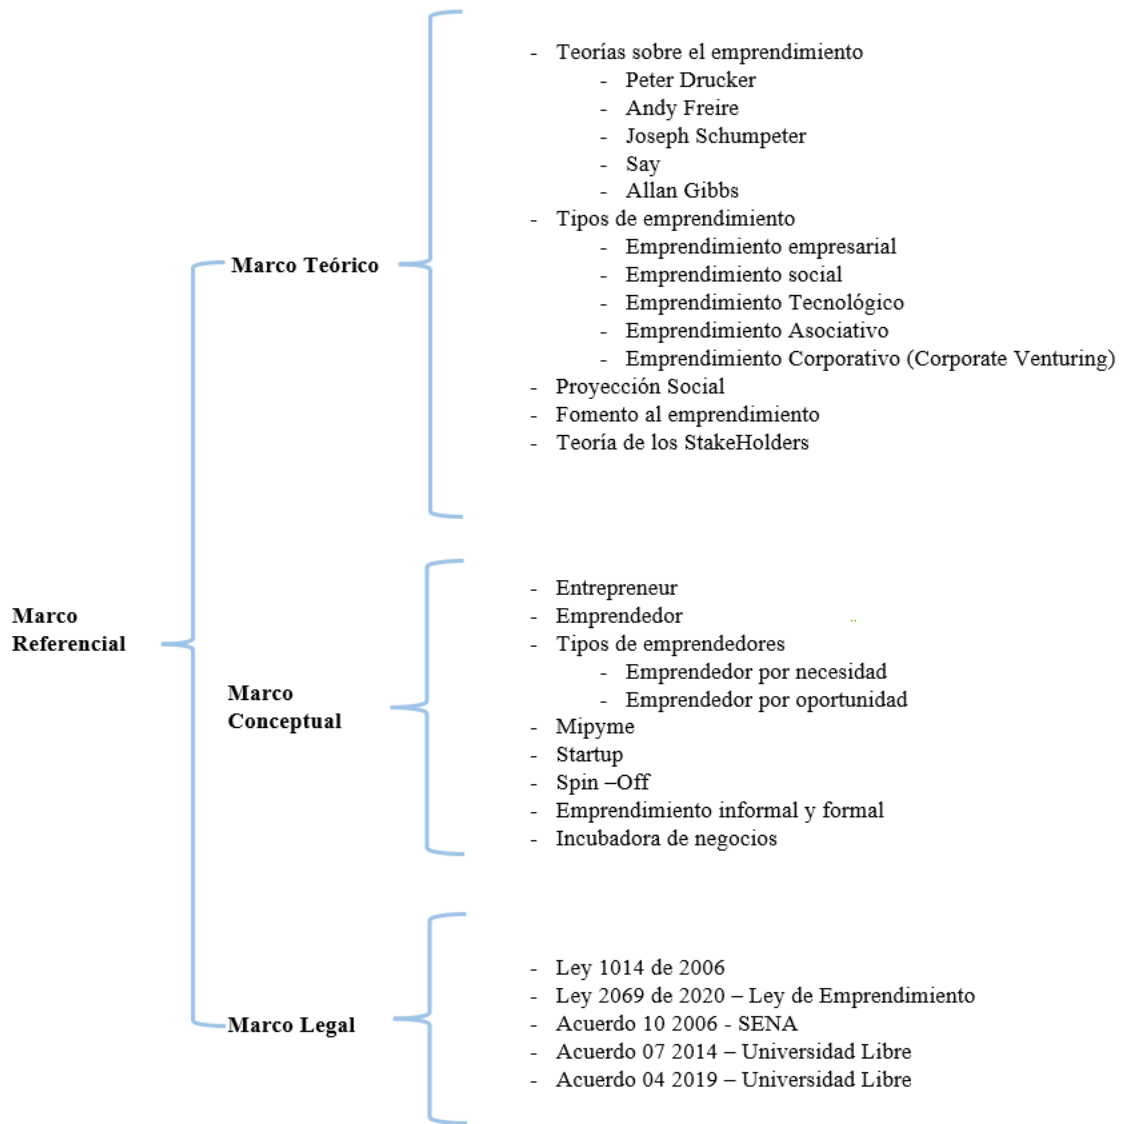 Marco
Referencial
Marco Teórico
- Teorías sobre el emprendimiento
- Peter Drucker
- Andy Freire
- Joseph Schumpeter
- Say
- Allan Gibbs
- Tipos de emprendimiento
- Emprendimiento empresarial
- Emprendimiento social
- Emprendimiento Tecnológico
- Emprendimiento Asociativo
- Emprendimiento Corporativo (Corporate Venturing)
- Proyección Social
- Fomento al emprendimiento
- Teoría de los StakeHolders
Marco
Conceptual
- Entrepreneur
- Emprendedor
- Tipos de emprendedores
- Emprendedor por necesidad
- Emprendedor por oportunidad
- Mipyme
- Startup
- Spin –Off
- Emprendimiento informal y formal
- Incubadora de negocios
Marco Legal
- Ley 1014 de 2006
- Ley 2069 de 2020 – Ley de Emprendimiento
- Acuerdo 10 2006 - SENA
- Acuerdo 07 2014 – Universidad Libre
- Acuerdo 04 2019 – Universidad Libre